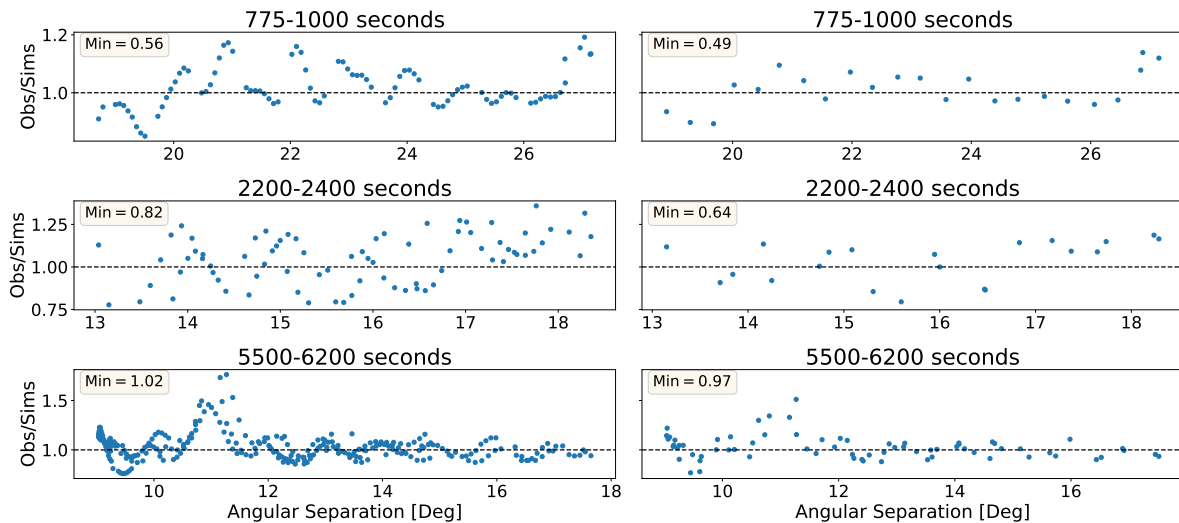 775-1000 seconds
Obs/Sims
Min = 0.56
1.2
1.0
20
22
24
26
775-1000 seconds
Min = 0.49
20
22
24
26
2200-2400 seconds
Obs/Sims
Min = 0.82
1.25
1.00
0.75
13
14
15
16
17
18
2200-2400 seconds
Min = 0.64
13
14
15
16
17
18
5500-6200 seconds
Obs/Sims
Min = 1.02
1.5
1.0
10
12
14
16
18
Angular Separation [Deg]
5500-6200 seconds
Min = 0.97
10
12
14
16
Angular Separation [Deg]